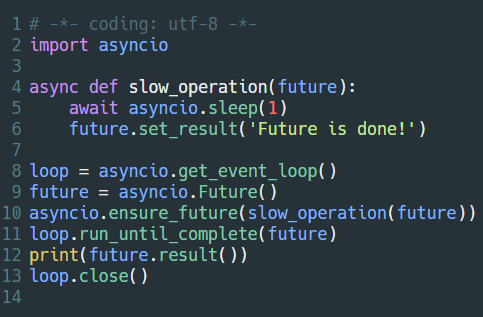 1 # -*- coding: utf-8 -*-
2 import asyncio
3
4 async def slow_operation(future):
5     await asyncio.sleep(1)
6     future.set_result('Future is done!')
7
8 loop = asyncio.get_event_loop()
9 future = asyncio.Future()
10 asyncio.ensure_future(slow_operation(future))
11 loop.run_until_complete(future)
12 print(future.result())
13 loop.close()
14